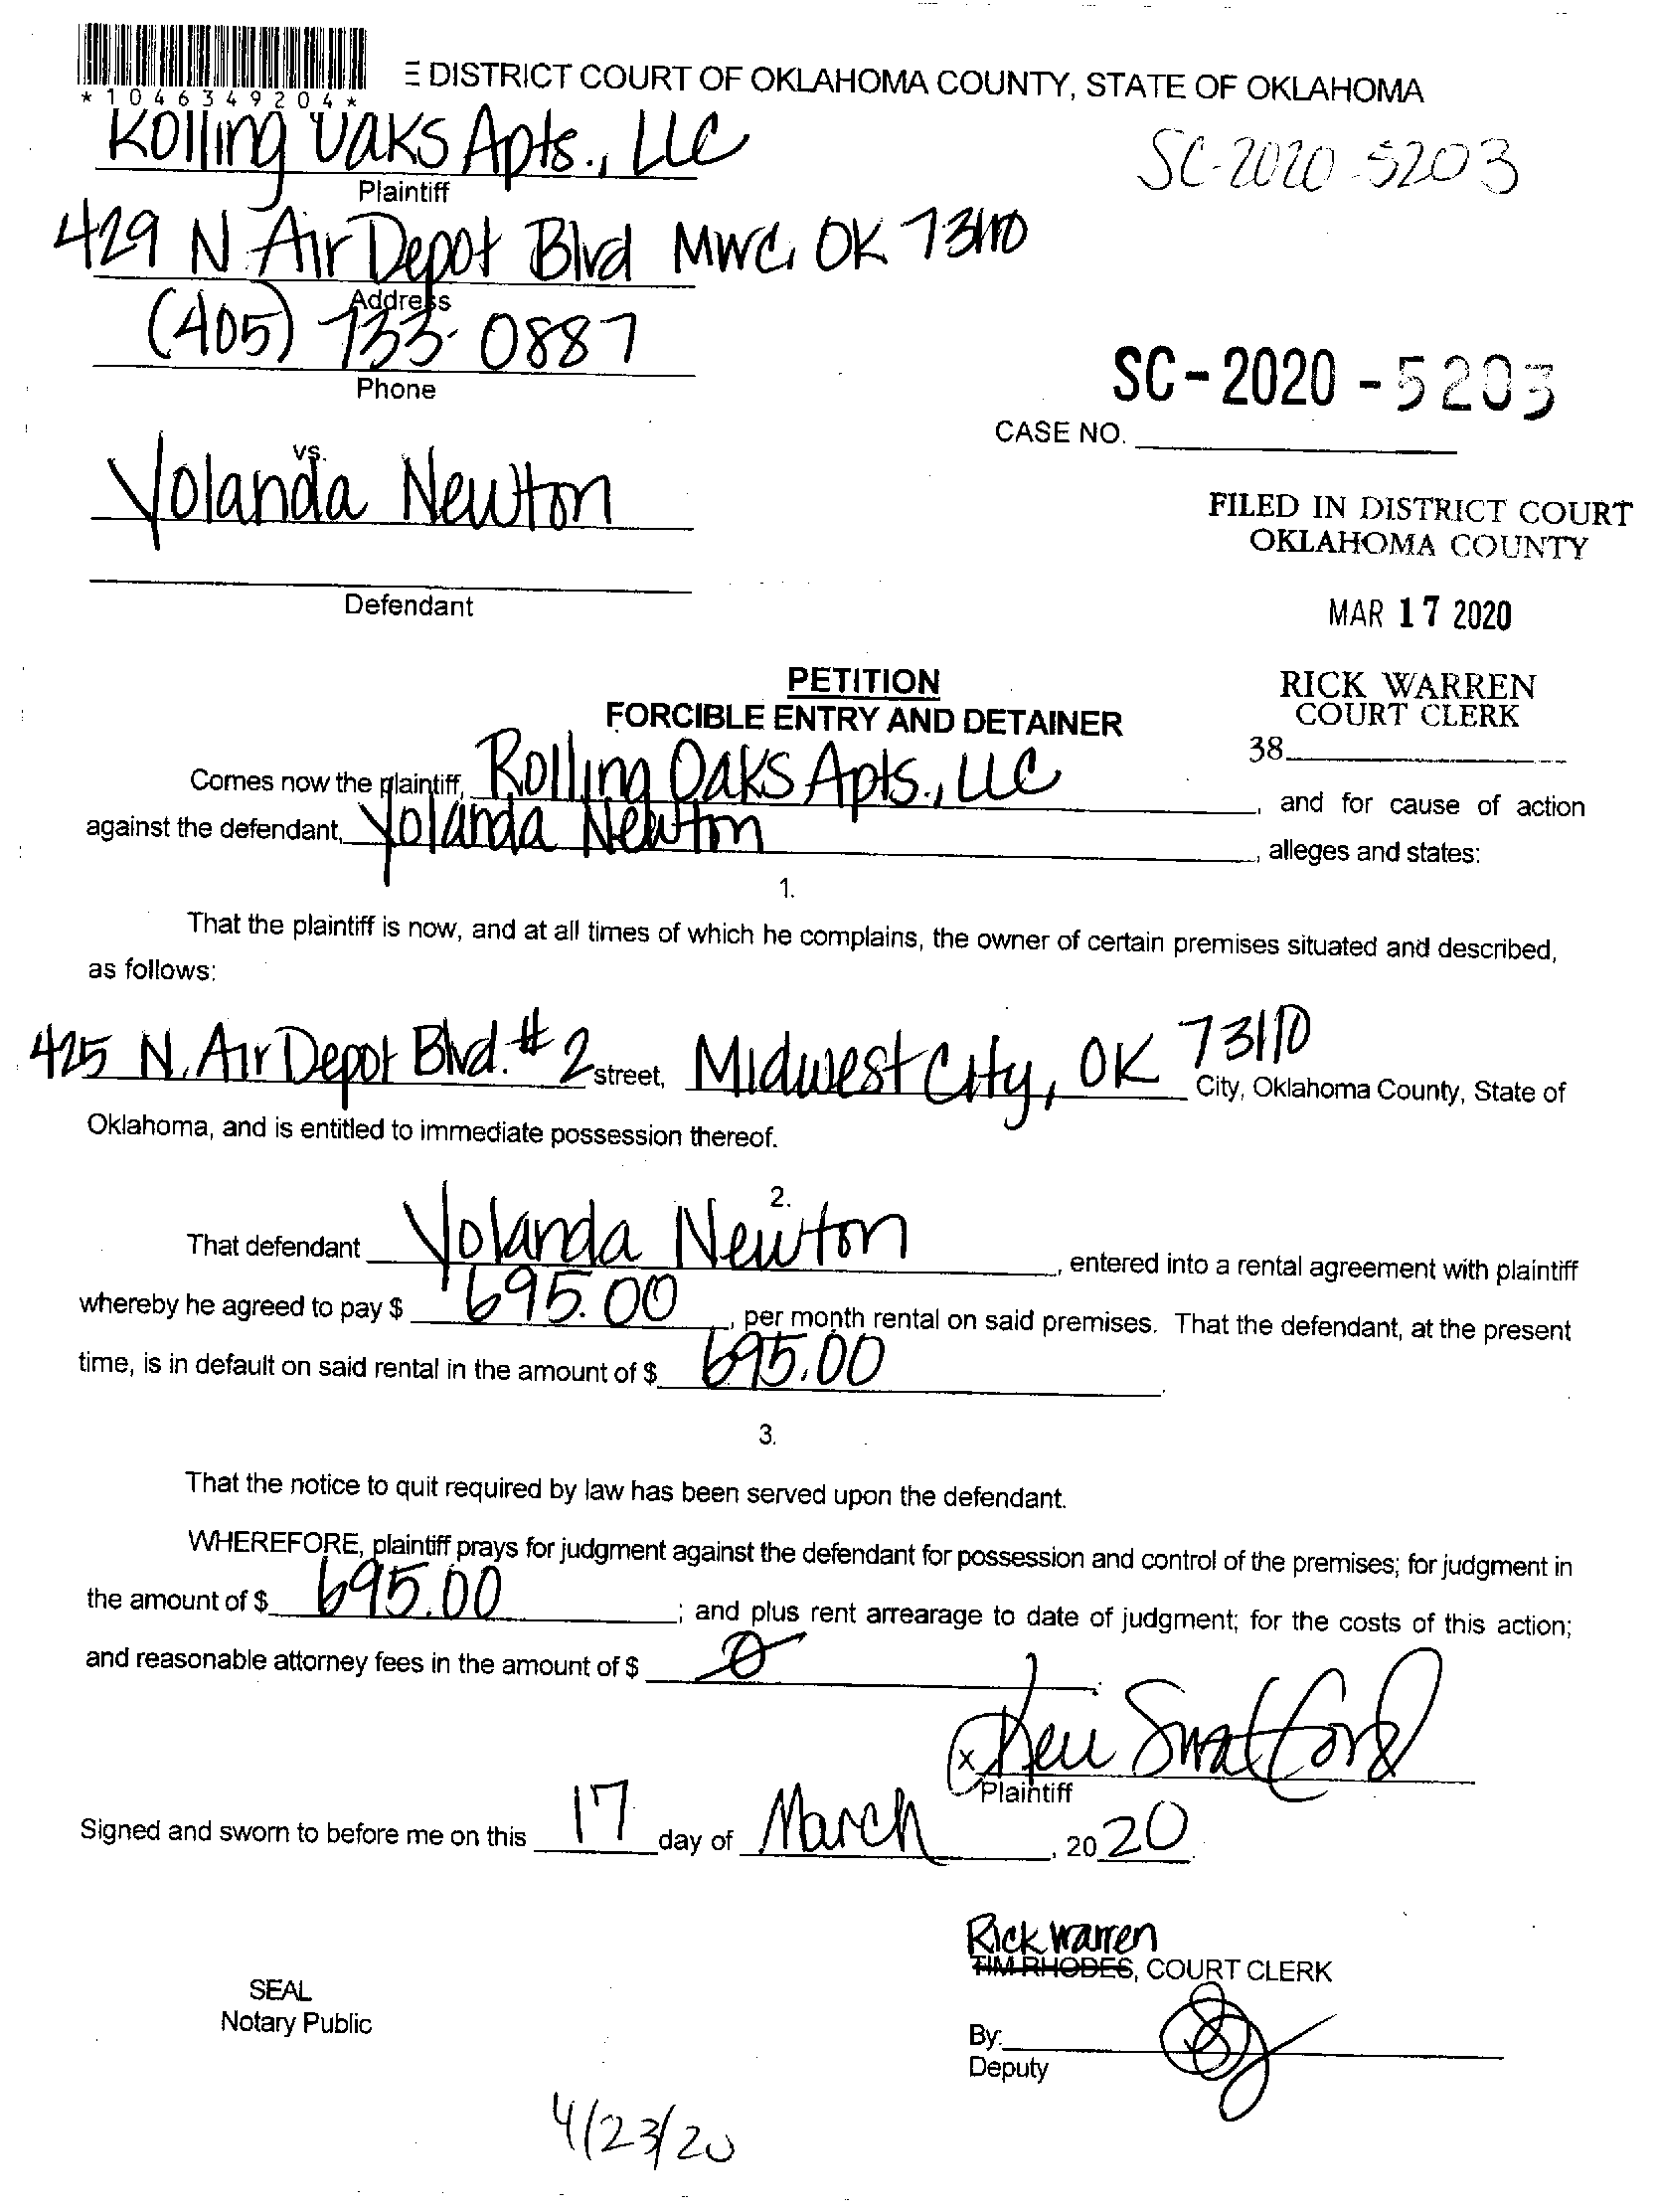 *1046349204*
E DISTRICT COURT OF OKLAHOMA COUNTY, STATE OF OKLAHOMA
Rolling Oaks Apts., LLC
SC-2020-5203
Plaintiff
429 N Air Depot Blvd MWC, OK 73110
Address
(405) 733-0887
Phone
SC-2020-5203
CASE NO.
vs.
Yolanda Newton
FILED IN DISTRICT COURT
OKLAHOMA COUNTY
Defendant
MAR 17 2020
PETITION
FORCIBLE ENTRY AND DETAINER
RICK WARREN
COURT CLERK
38
Comes now the plaintiff, Rolling Oaks Apts., LLC, and for cause of action
against the defendant, Yolanda Newton, alleges and states:
1.
That the plaintiff is now, and at all times of which he complains, the owner of certain premises situated and described,
as follows:
425 N. Air Depot Blvd. #2 street, Midwest City, OK 73110 City, Oklahoma County, State of
Oklahoma, and is entitled to immediate possession thereof.
2.
That defendant Yolanda Newton, entered into a rental agreement with plaintiff
whereby he agreed to pay $ 695.00, per month rental on said premises. That the defendant, at the present
time, is in default on said rental in the amount of $ 695.00.
3.
That the notice to quit required by law has been served upon the defendant.
WHEREFORE, plaintiff prays for judgment against the defendant for possession and control of the premises; for judgment in
the amount of $ 695.00; and plus rent arrearage to date of judgment; for the costs of this action;
and reasonable attorney fees in the amount of $ 0.
x
Plaintiff
Signed and sworn to before me on this 17 day of March, 2020.
Rick Warren
TIM RHODES, COURT CLERK
SEAL
Notary Public
By:
Deputy
4/23/20